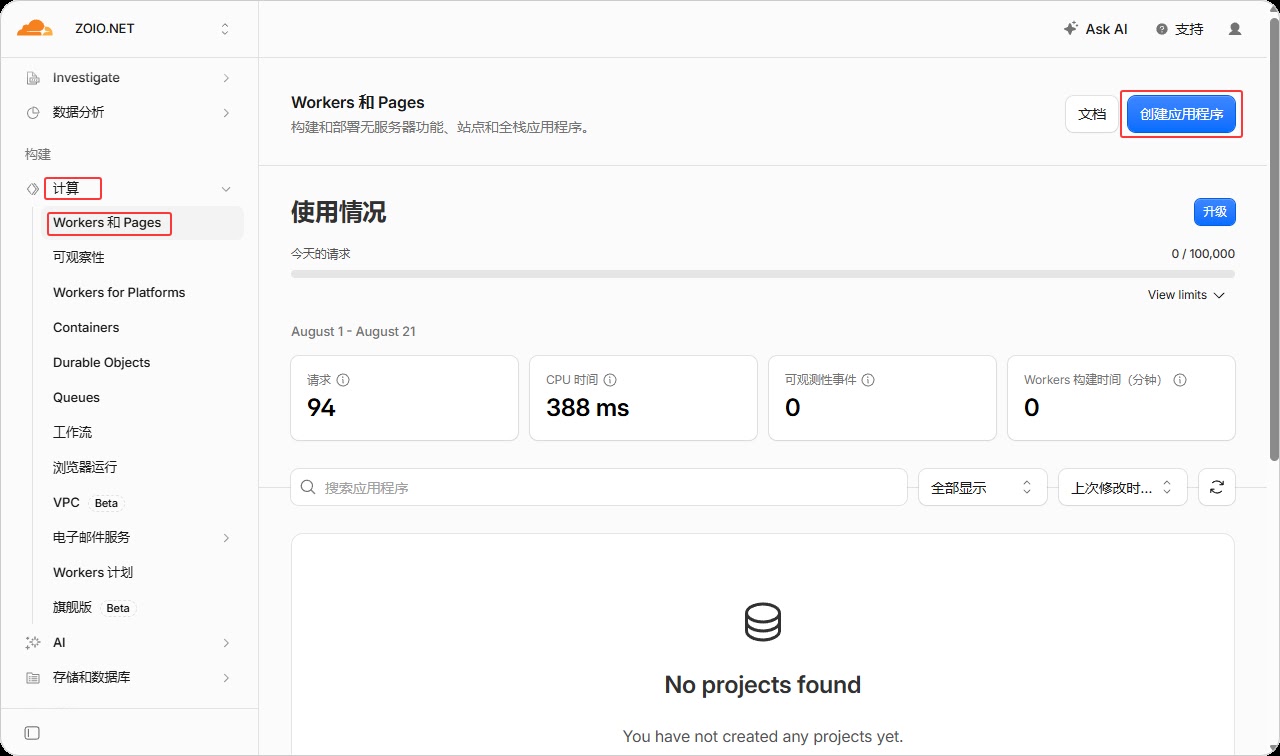 ZOIO.NET
Ask AI
支持
Investigate
数据分析
构建
计算
Workers 和 Pages
可观察性
Workers for Platforms
Containers
Durable Objects
Queues
工作流
浏览器运行
VPC Beta
电子邮件服务
Workers 计划
旗舰版 Beta
AI
存储和数据库
Workers 和 Pages
构建和部署无服务器功能、站点和全栈应用程序。
文档
创建应用程序
使用情况
升级
今天的请求
0 / 100,000
View limits
August 1 - August 21
请求
94
CPU 时间
388 ms
可观测性事件
0
Workers 构建时间（分钟）
0
搜索应用程序
全部显示
上次修改时...
No projects found
You have not created any projects yet.